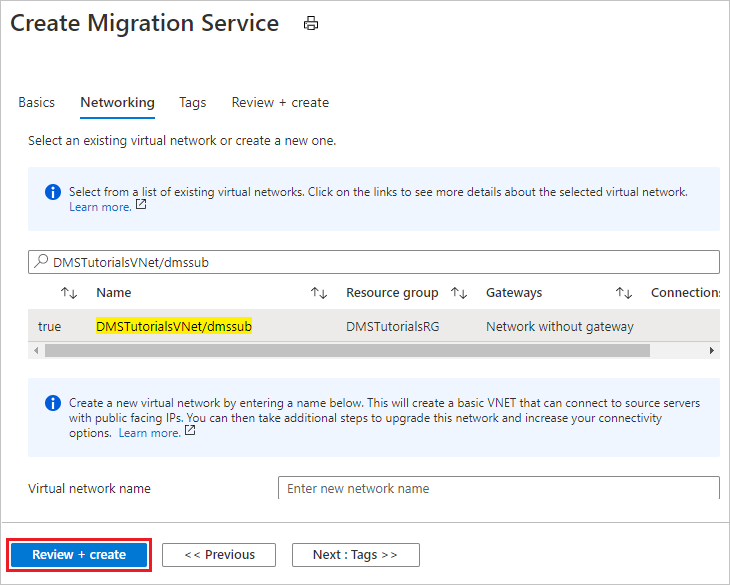 Create Migration Service
Basics Networking Tags Review + create
Select an existing virtual network or create a new one.
Select from a list of existing virtual networks. Click on the links to see more details about the selected virtual network.
Learn more.
DMSTutorialsVNet/dmssub
Name Resource group Gateways Connections
true DMSTutorialsVNet/dmssub DMSTutorialsRG Network without gateway
Create a new virtual network by entering a name below. This will create a basic VNET that can connect to source servers
with public facing IPs. You can then take additional steps to upgrade this network and increase your connectivity
options. Learn more.
Virtual network name Enter new network name
Review + create << Previous Next : Tags >>